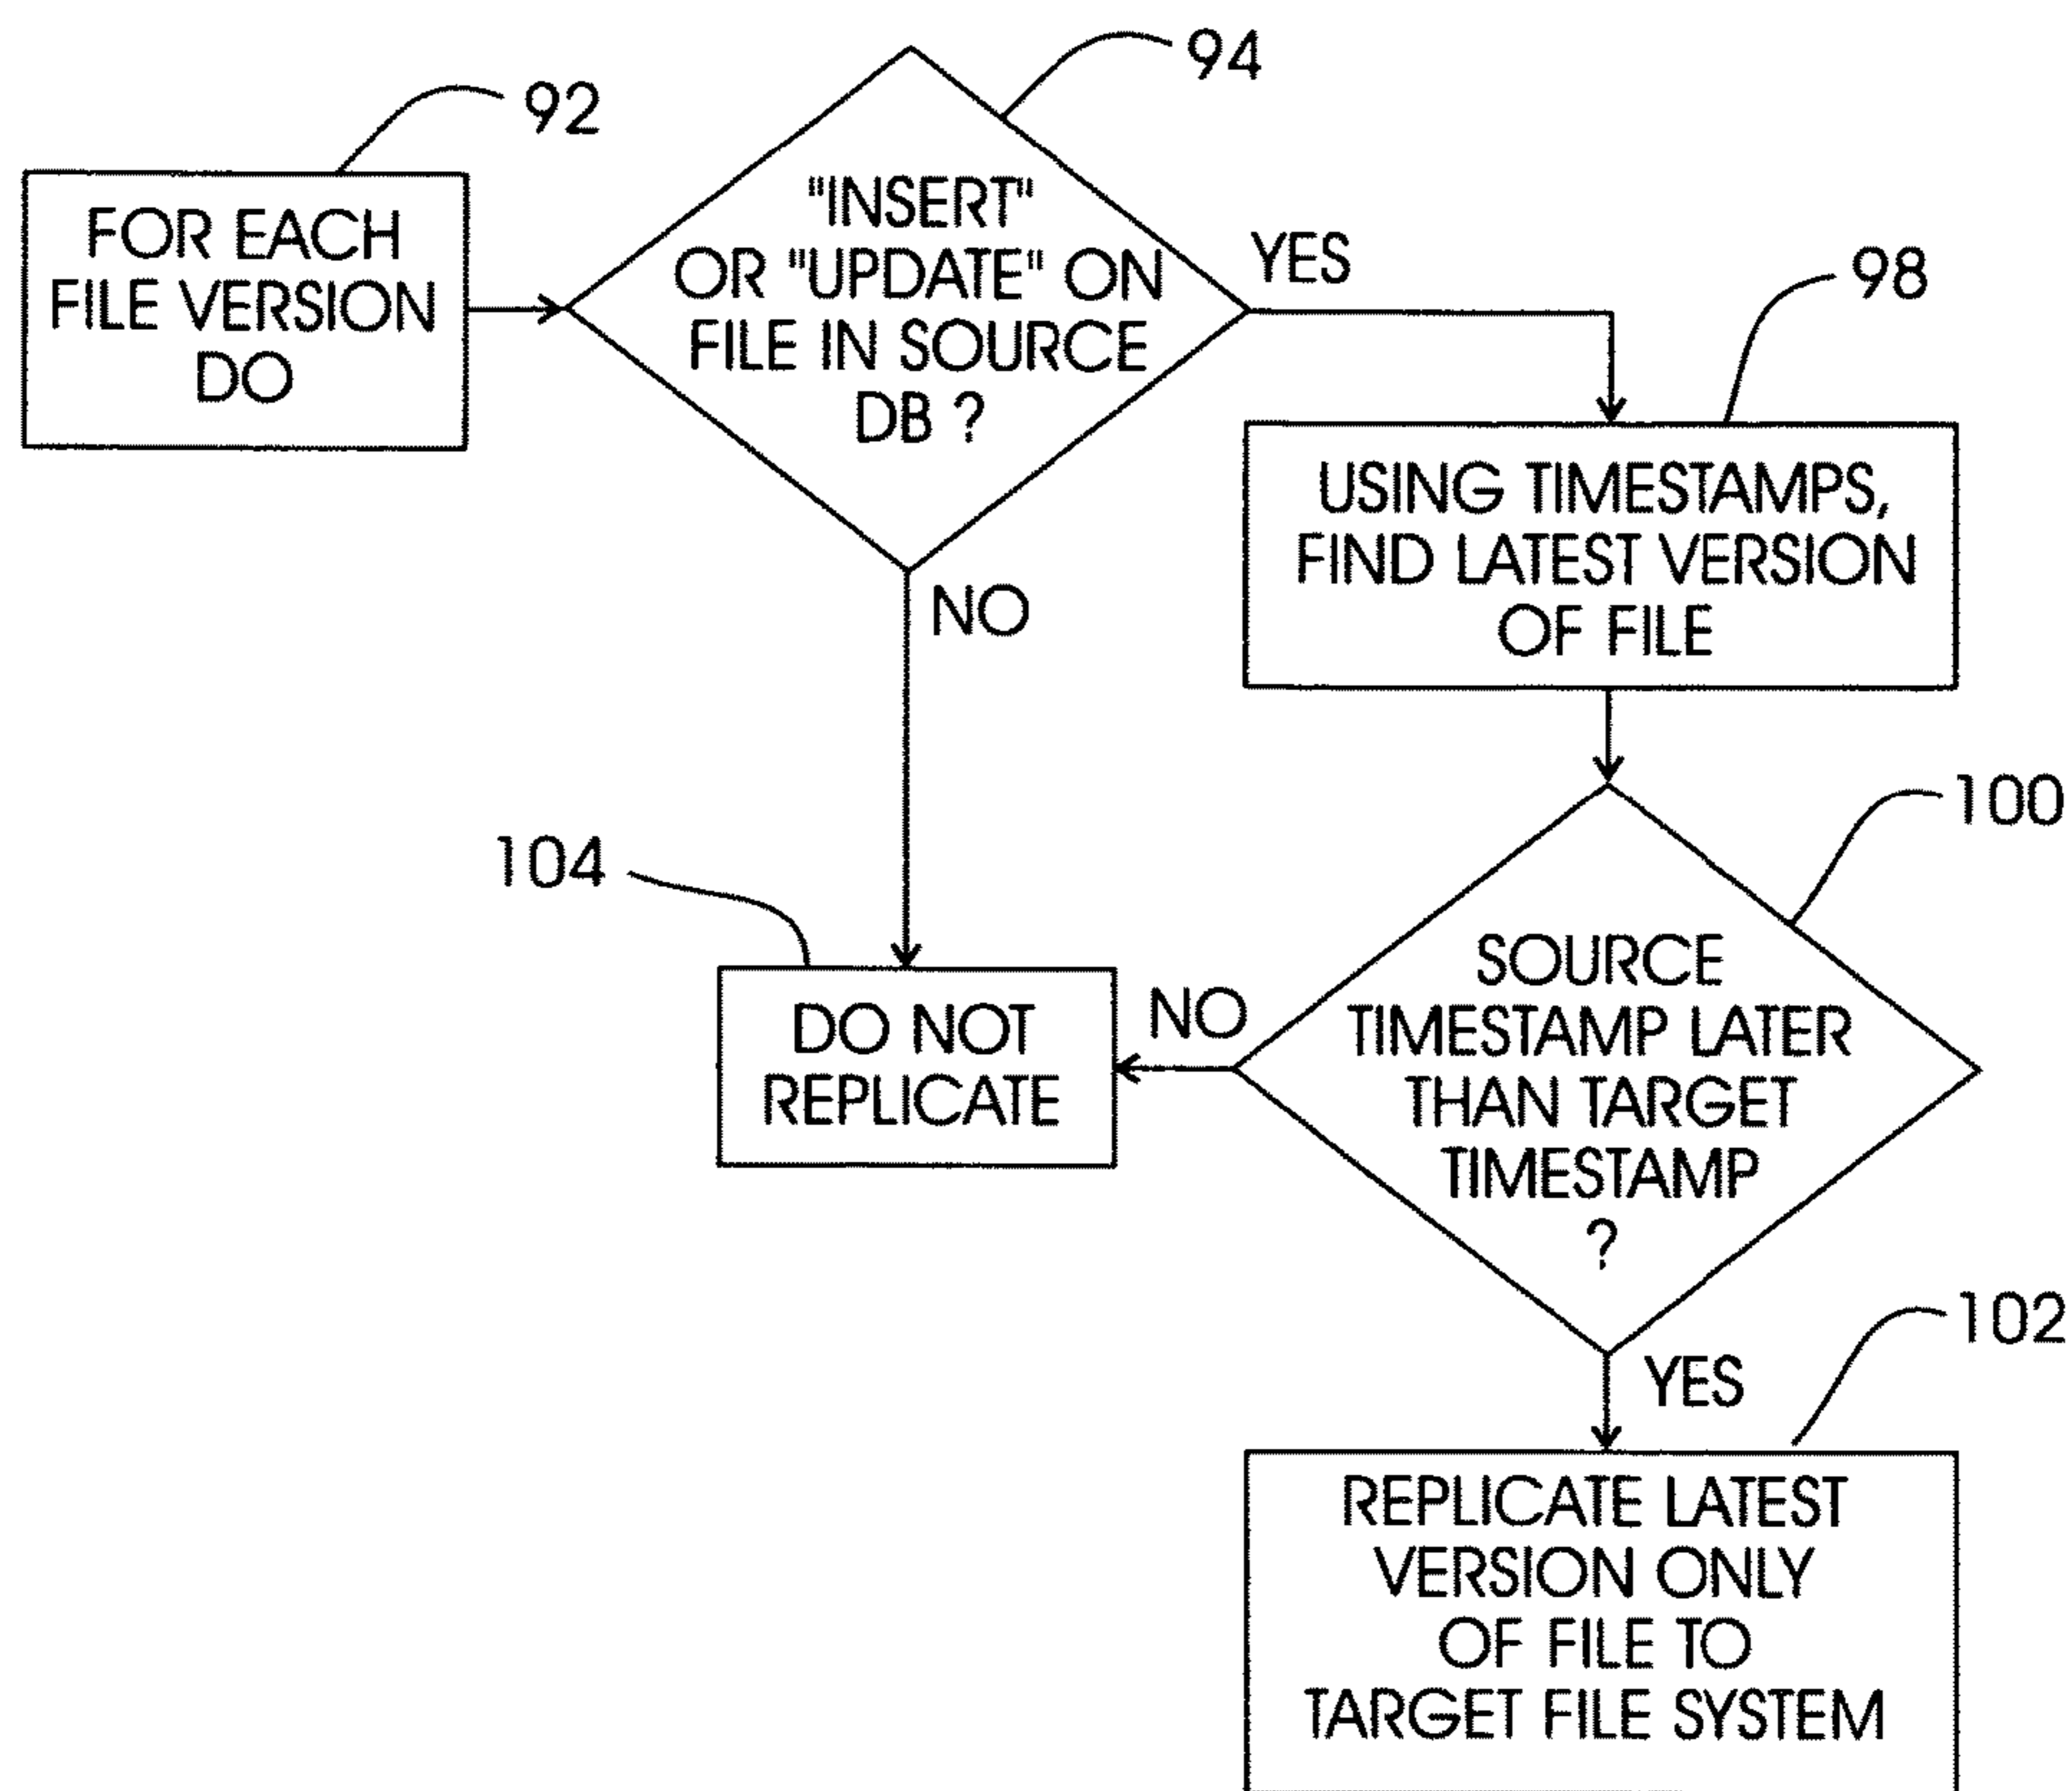 92
FOR EACH
FILE VERSION
DO
94
"INSERT"
OR "UPDATE" ON
FILE IN SOURCE
DB ?
YES
NO
98
USING TIMESTAMPS,
FIND LATEST VERSION
OF FILE
100
SOURCE
TIMESTAMP LATER
THAN TARGET
TIMESTAMP
?
NO
104
DO NOT
REPLICATE
YES
102
REPLICATE LATEST
VERSION ONLY
OF FILE TO
TARGET FILE SYSTEM